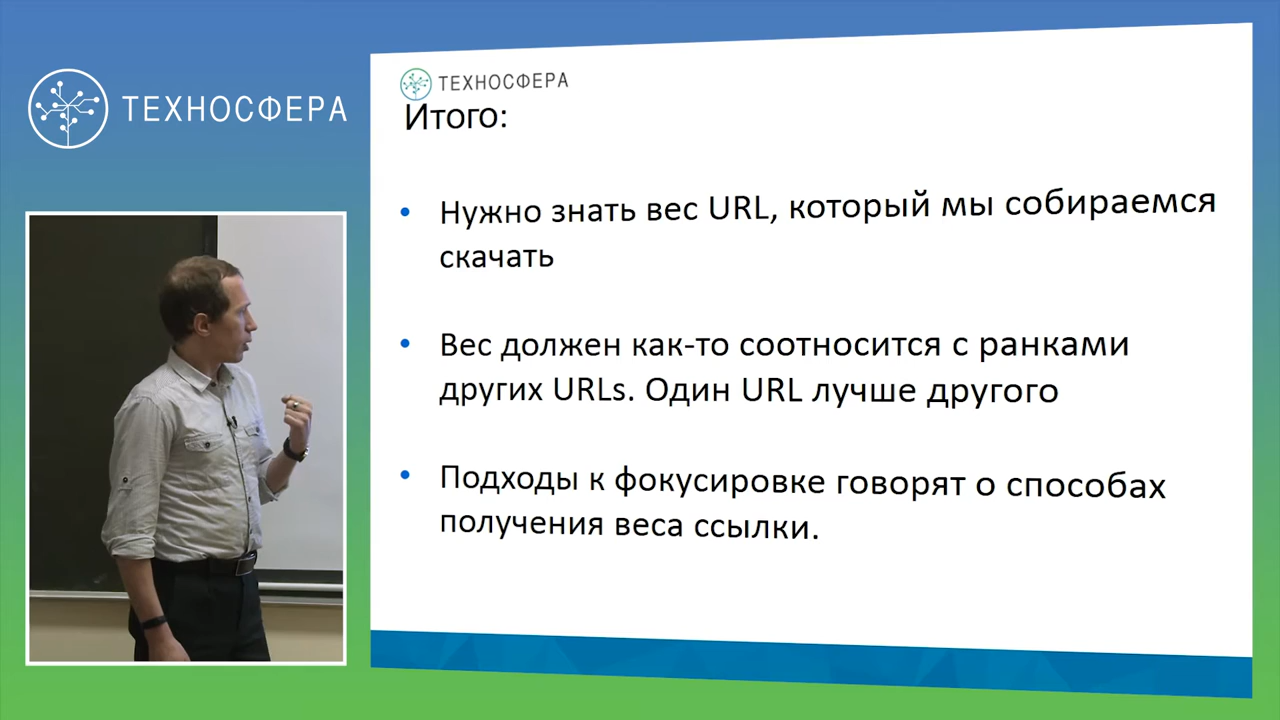 ТЕХНОСФЕРА
ТЕХНОСФЕРА
Итого:
• Нужно знать вес URL, который мы собираемся
скачать
• Вес должен как-то соотносится с ранками
других URLs. Один URL лучше другого
• Подходы к фокусировке говорят о способах
получения веса ссылки.